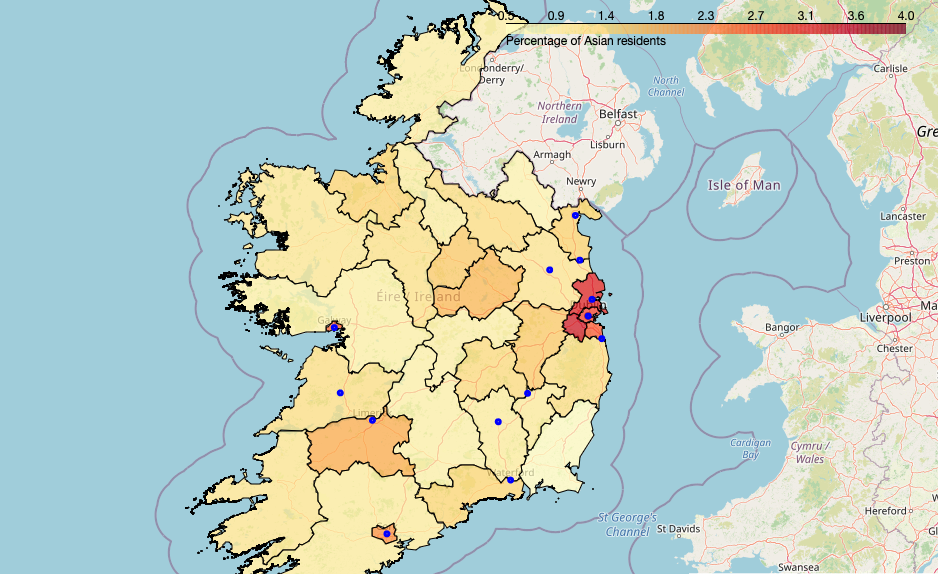 0.5 0.9 1.4 1.8 2.3 2.7 3.1 3.6 4.0
Percentage of Asian residents
Londonderry/
Derry
North
Channel
Carlisle
Northern
Ireland
Belfast
Lisburn
Armagh
Newry
Isle of Man
Gre
Lancaster
Preston
Éire / Ireland
Galway
Ma
Liverpool
Bangor
Chester
Limerick
Cardigan
Bay
Cymru /
Wales
Waterford
Hereford
W
St George's
Channel
St Davids
Gl
Swansea